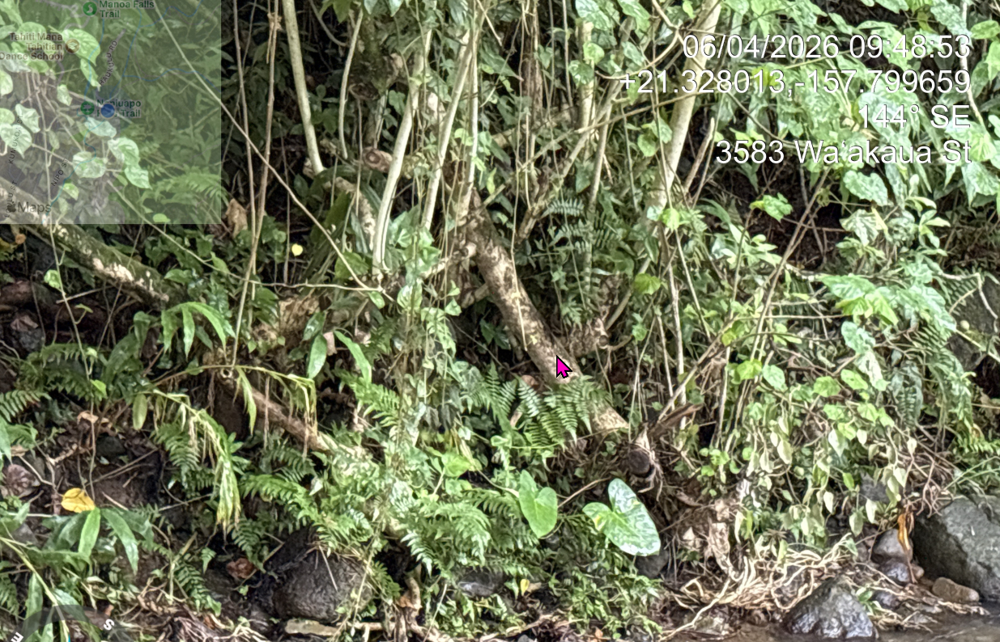 Manoa Falls
Trail
Tahiti Mana
Tahitian
Dance School
Trail
Maps
06/04/2026 09:48:53
+21.328013,-157.799659
144° SE
3583 Wa‘akaua St
S